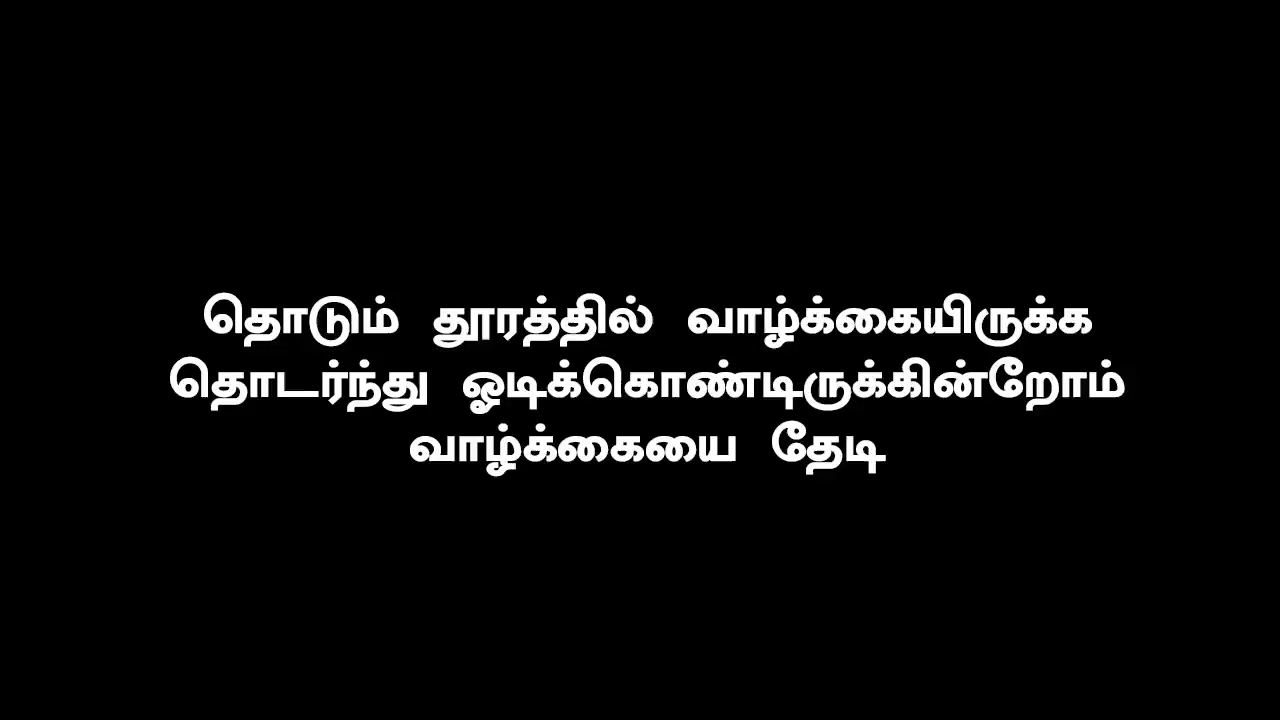 தொடும் தூரத்தில் வாழ்க்கையிருக்க
தொடர்ந்து ஓடிக்கொண்டிருக்கின்றோம்
வாழ்க்கையை தேடி